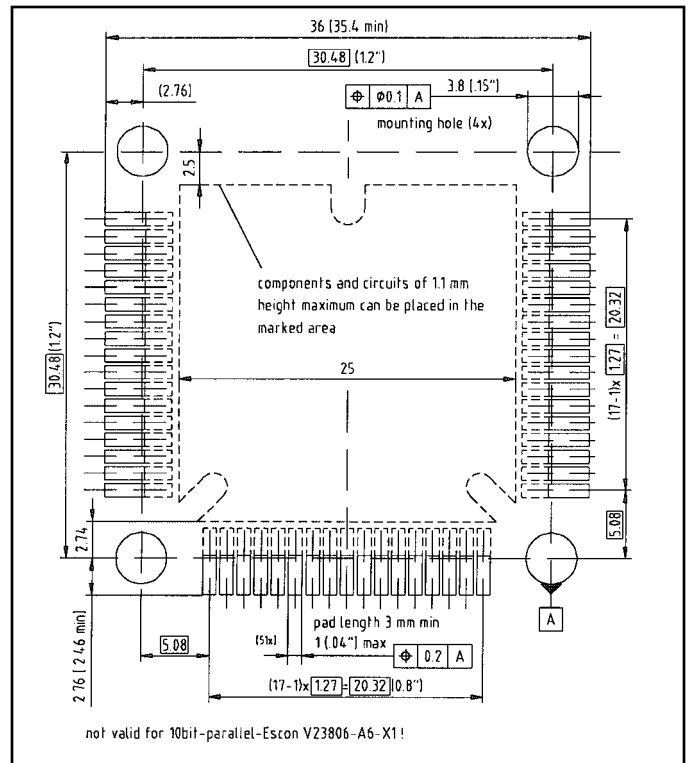 36 (35.4 min)
30.48 (1.2")
(2.76)
3.8 (.15")
⌖ ø0.1 A
mounting hole (4x)
2.5
components and circuits of 1.1 mm
height maximum can be placed in the
marked area
30.48 (1.2")
25
(17-1)x 1.27 = 20.32
2.74
5.08
2.76 (2.46 min)
5.08
(51x)
pad length 3 mm min
1 (.04") max
⌖ 0.2 A
A
(17-1)x 1.27 = 20.32 (0.8")
not valid for 10bit-parallel-Escon V23806-A6-X1!